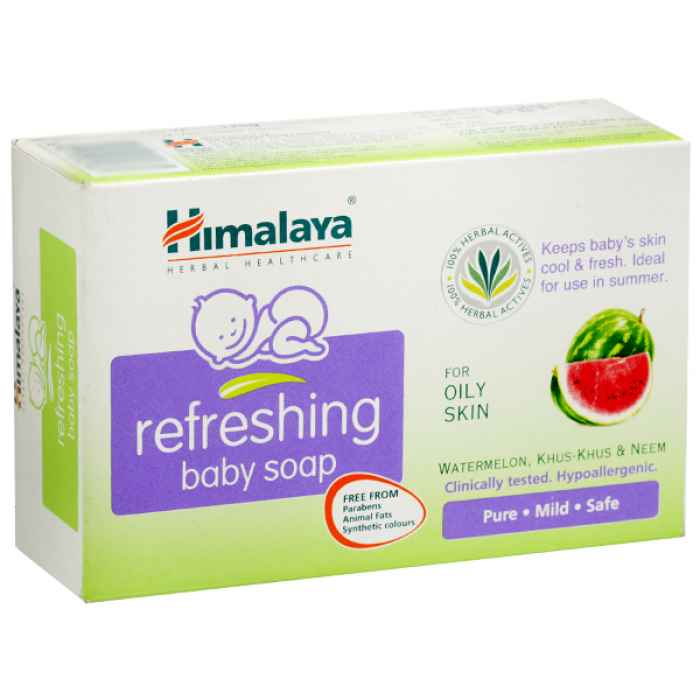 Himalaya®
HERBAL HEALTHCARE
refreshing
baby soap
FREE FROM
Parabens
Animal Fats
Synthetic colours
100% HERBAL ACTIVES
100% HERBAL ACTIVES
Keeps baby's skin
cool & fresh. Ideal
for use in summer.
FOR
OILY
SKIN
WATERMELON, KHUS-KHUS & NEEM
Clinically tested. Hypoallergenic.
Pure • Mild • Safe
Himalaya
refreshing
baby soap